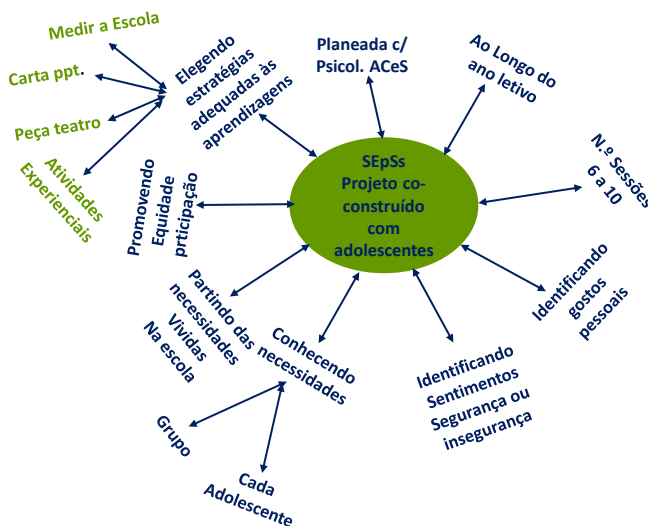 Medir a Escola
Carta ppt.
Peça teatro
Atividades
Experienciais
Elegendo
estratégias
adequadas às
aprendizagens
Planeada c/
Psicol. ACeS
Ao Longo do
ano letivo
N.º Sessões
6 a 10
SEpSs
Projeto co-
construído
com
adolescentes
Promovendo
Equidade
prticipação
Partindo das
necessidades
Vividas
Na escola
Conhecendo
necessidades
Grupo
Cada
Adolescente
Identificando
Sentimentos
Segurança ou
insegurança
Identificando
gostos
pessoais